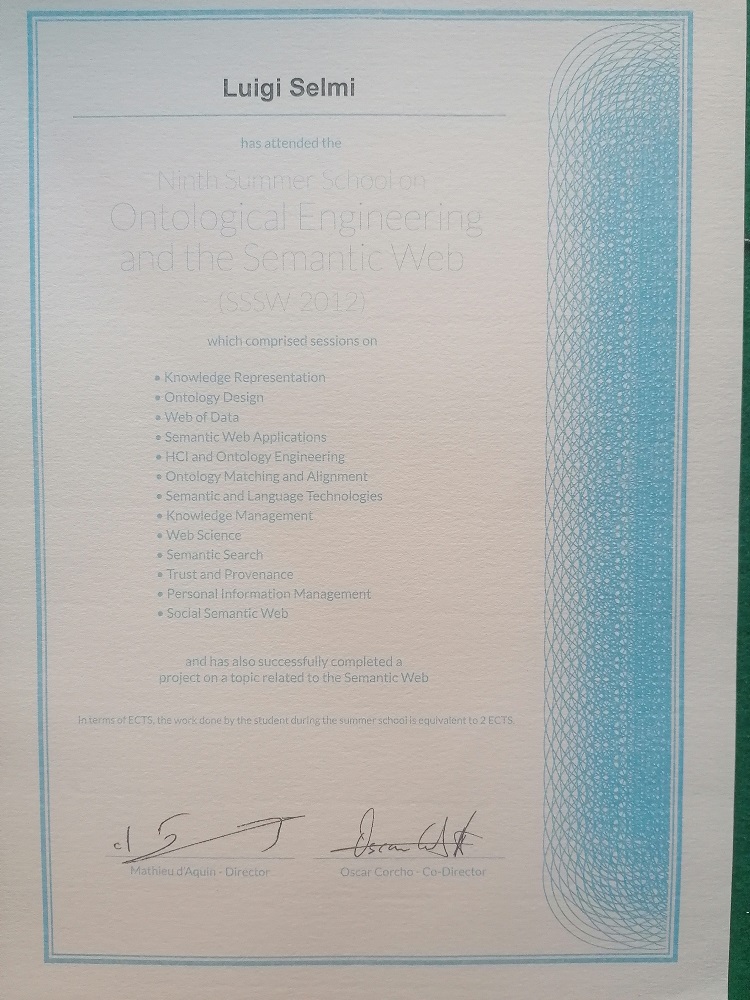 Luigi Selmi
has attended the
Ninth Summer School on
Ontological Engineering
and the Semantic Web
(SSSW 2012)
which comprised sessions on
• Knowledge Representation
• Ontology Design
• Web of Data
• Semantic Web Applications
• HCI and Ontology Engineering
• Ontology Matching and Alignment
• Semantic and Language Technologies
• Knowledge Management
• Web Science
• Semantic Search
• Trust and Provenance
• Personal Information Management
• Social Semantic Web
and has also successfully completed a
project on a topic related to the Semantic Web
In terms of ECTS, the work done by the student during the summer school is equivalent to 2 ECTS.
Mathieu d'Aquin - Director
Oscar Corcho - Co-Director